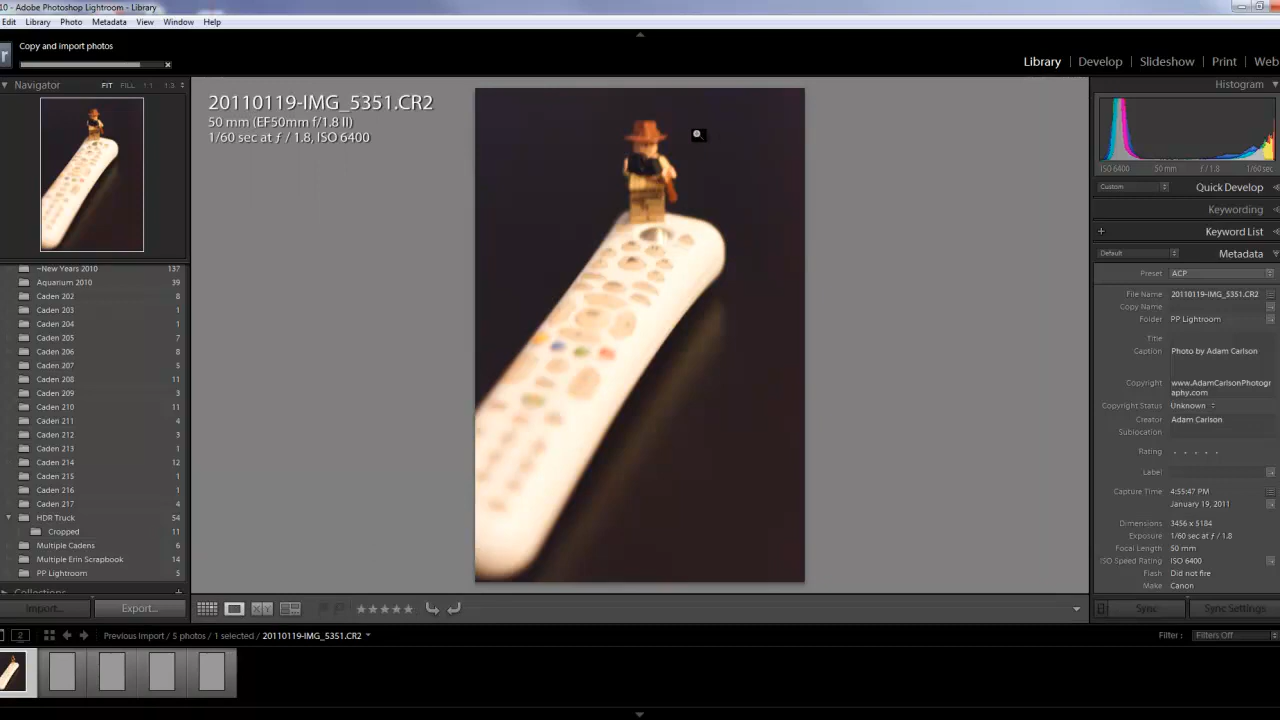 10 - Adobe Photoshop Lightroom - Library
Edit Library Photo Metadata View Window Help
Copy and import photos
Library | Develop | Slideshow | Print | Web
Navigator FIT FILL 1:1 1:3
Histogram
20110119-IMG_5351.CR2
50 mm (EF50mm f/1.8 II)
1/60 sec at ƒ / 1.8, ISO 6400
ISO 6400 50 mm ƒ / 1.8 1/60 sec
Custom Quick Develop
Keywording
Keyword List
Default Metadata
Preset ACP
File Name 20110119-IMG_5351.CR2
Copy Name
Folder PP Lightroom
Title
Caption Photo by Adam Carlson
Copyright www.AdamCarlsonPhotogr
aphy.com
Copyright Status Unknown
Creator Adam Carlson
Sublocation
Rating
Label
Capture Time 4:55:47 PM
January 19, 2011
Dimensions 3456 x 5184
Exposure 1/60 sec at ƒ / 1.8
Focal Length 50 mm
ISO Speed Rating ISO 6400
Flash Did not fire
Make Canon
~New Years 2010 137
Aquarium 2010 39
Caden 202 8
Caden 203 1
Caden 204 1
Caden 205 7
Caden 206 8
Caden 207 5
Caden 208 11
Caden 209 3
Caden 210 11
Caden 211 4
Caden 212 3
Caden 213 1
Caden 214 12
Caden 215 1
Caden 216 1
Caden 217 4
HDR Truck 54
Cropped 11
Multiple Cadens 6
Multiple Erin Scrapbook 14
PP Lightroom 5
Collections
Import... Export...
X Y
Sync Sync Settings
2 Previous Import / 5 photos / 1 selected / 20110119-IMG_5351.CR2
Filter : Filters Off